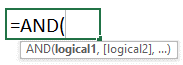 =AND(
AND(logical1, [logical2], ...)